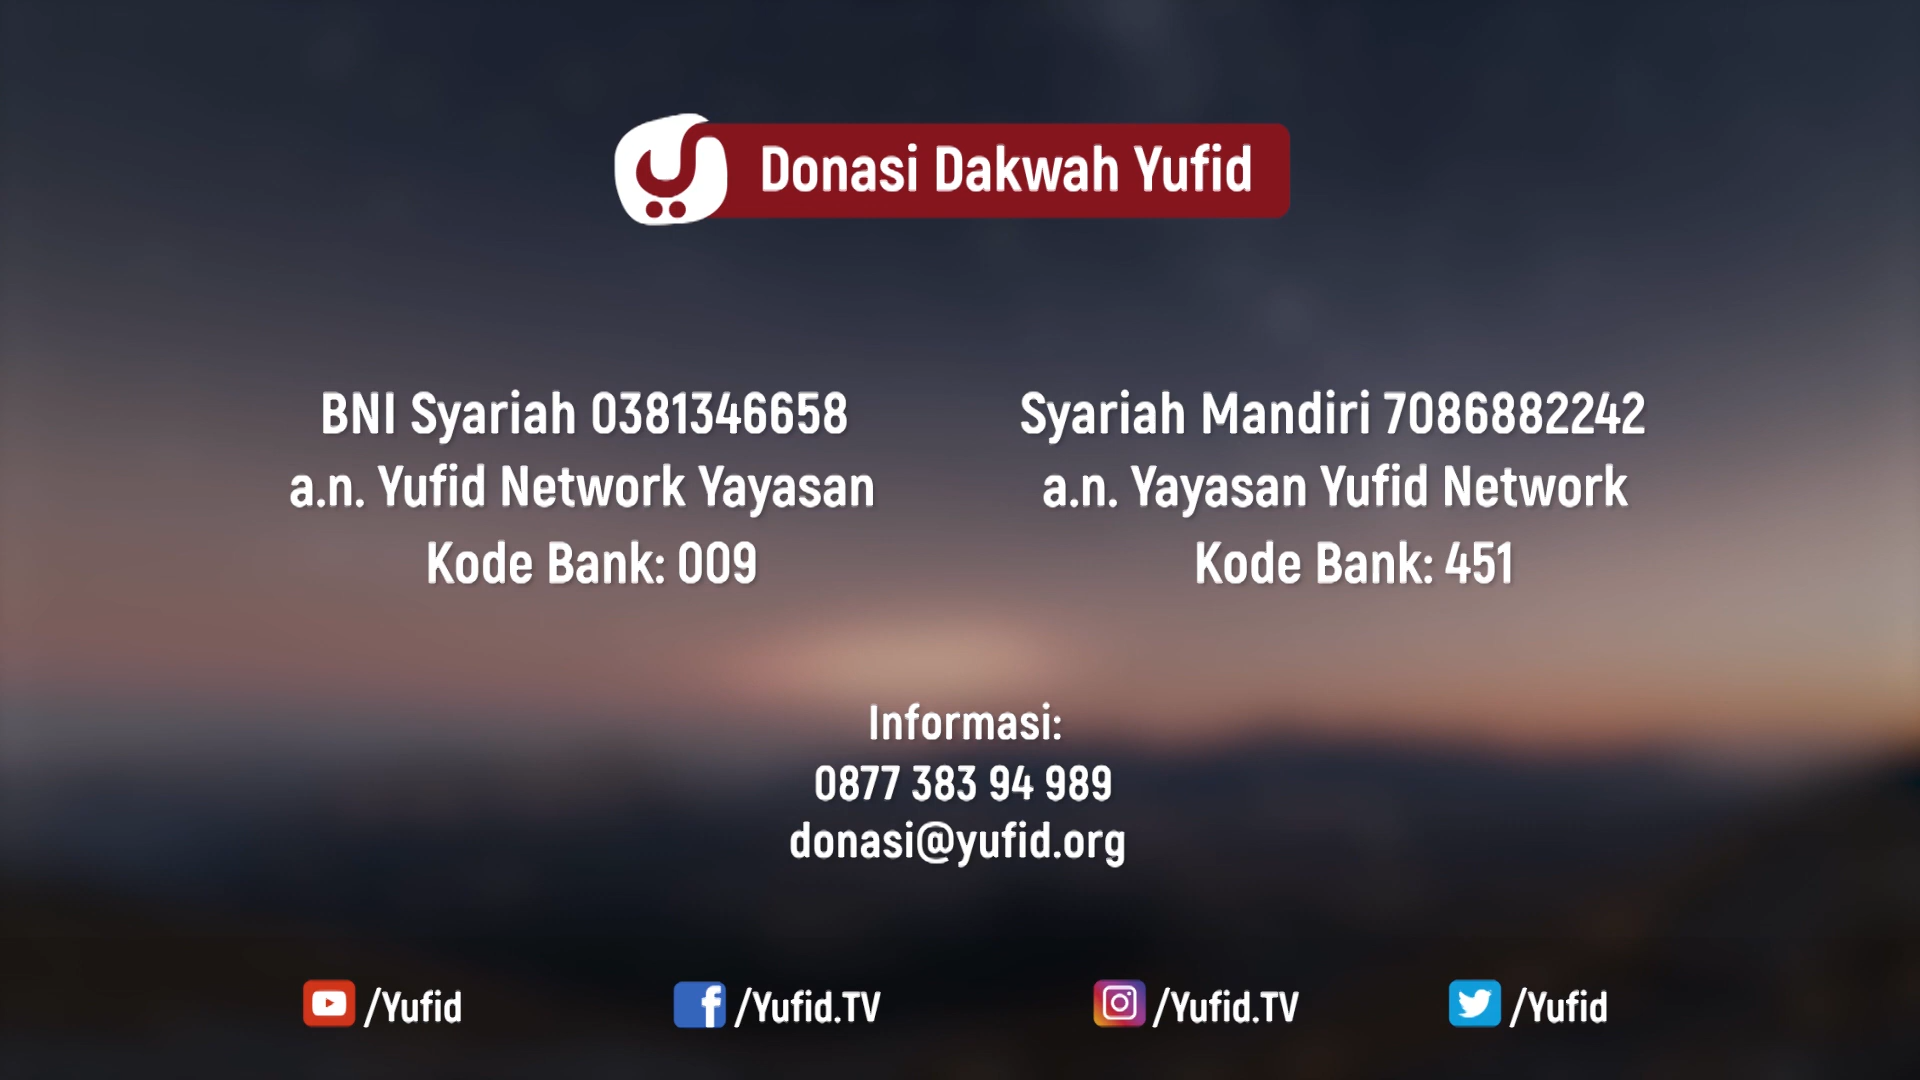 Donasi Dakwah Yufid
BNI Syariah 0381346658
a.n. Yufid Network Yayasan
Kode Bank: 009
Syariah Mandiri 7086882242
a.n. Yayasan Yufid Network
Kode Bank: 451
Informasi:
0877 383 94 989
donasi@yufid.org
/Yufid
/Yufid.TV
/Yufid.TV
/Yufid